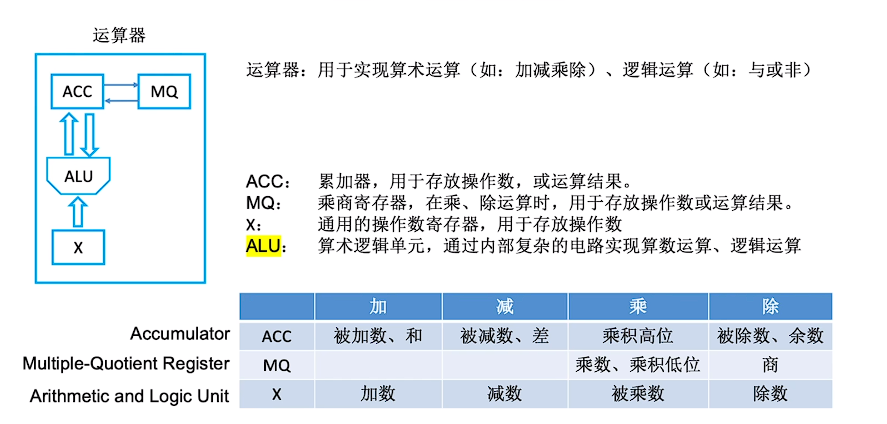 运算器
运算器：用于实现算术运算（如：加减乘除）、逻辑运算（如：与或非）
ACC
MQ
ALU
X
ACC： 累加器，用于存放操作数，或运算结果。
MQ： 乘商寄存器，在乘、除运算时，用于存放操作数或运算结果。
X： 通用的操作数寄存器，用于存放操作数
ALU： 算术逻辑单元，通过内部复杂的电路实现算数运算、逻辑运算
加 减 乘 除
Accumulator ACC 被加数、和 被减数、差 乘积高位 被除数、余数
Multiple-Quotient Register MQ 乘数、乘积低位 商
Arithmetic and Logic Unit X 加数 减数 被乘数 除数